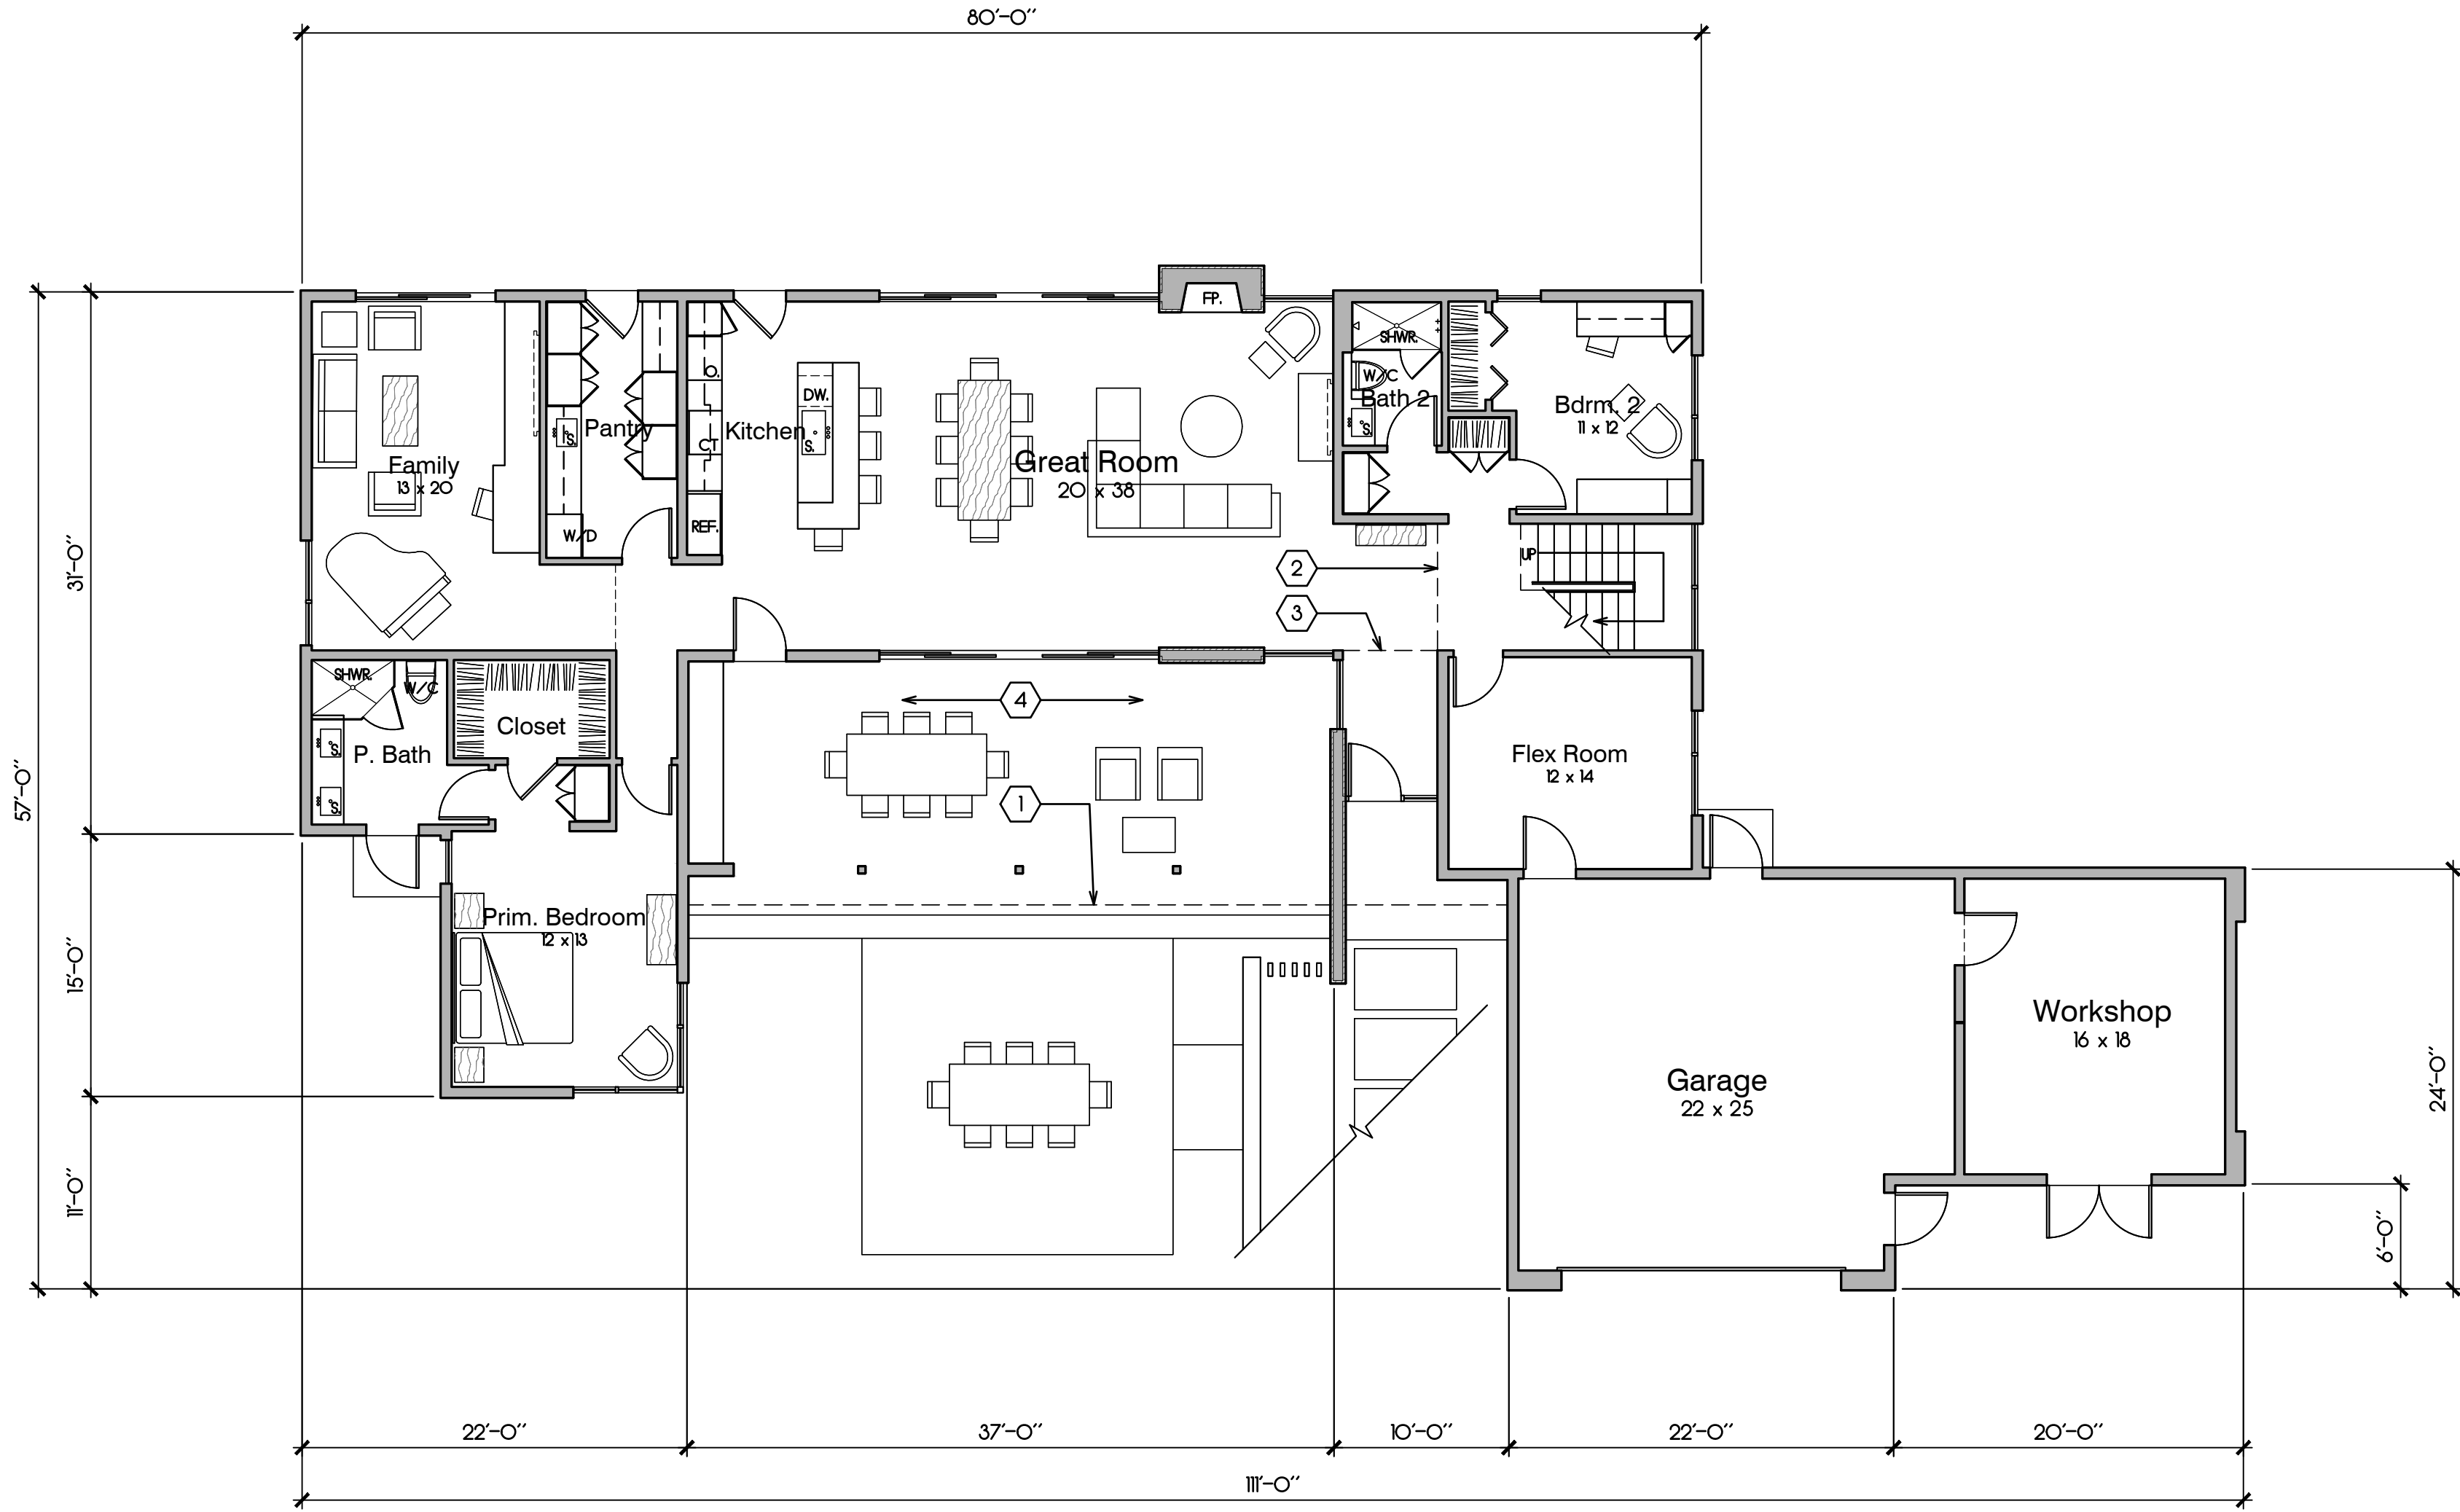 80'-0"
FP.
SHWR.
O.
W/C
DW.
Bath 2
Bdrm. 2
11 x 12
S.
Pantry
S.
Kitchen
S.
CT
Family
13 x 20
Great Room
20 x 38
REF.
W/D
UP
2
31'-0"
3
SHWR.
W/C
4
Closet
S.
P. Bath
Flex Room
12 x 14
57'-0"
S.
1
Prim. Bedroom
12 x 13
15'-0"
Workshop
16 x 18
Garage
22 x 25
24'-0"
11'-0"
6'-0"
22'-0"
37'-0"
10'-0"
22'-0"
20'-0"
111'-0"